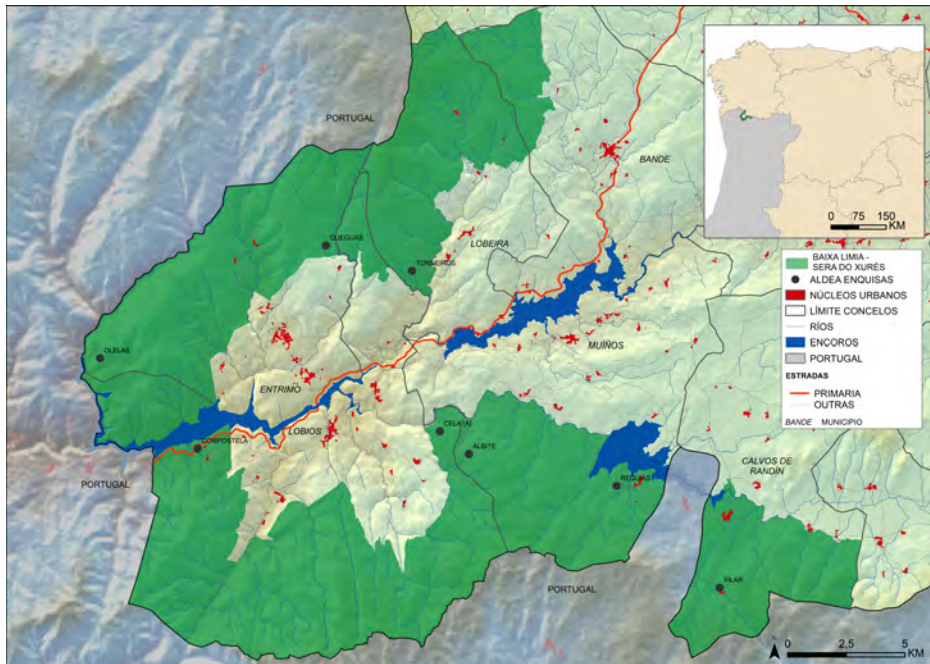 PORTUGAL
BANDE
LOBEIRA
QUEGUAS
TORNEIROS
OLELAS
MUÍÑOS
ENTRIMO
LOBIOS
COMPOSTELA
CELA (A)
ALBITE
REQUIAS
CALVOS DE
RANDÍN
VILAR
PORTUGAL
PORTUGAL
0 75 150
KM
BAIXA LIMIA -
SERA DO XURÉS
ALDEA ENQUISAS
NÚCLEOS URBANOS
LÍMITE CONCELOS
RÍOS
ENCOROS
PORTUGAL
ESTRADAS
PRIMARIA
OUTRAS
BANDE MUNICIPIO
N
0 2,5 5
KM